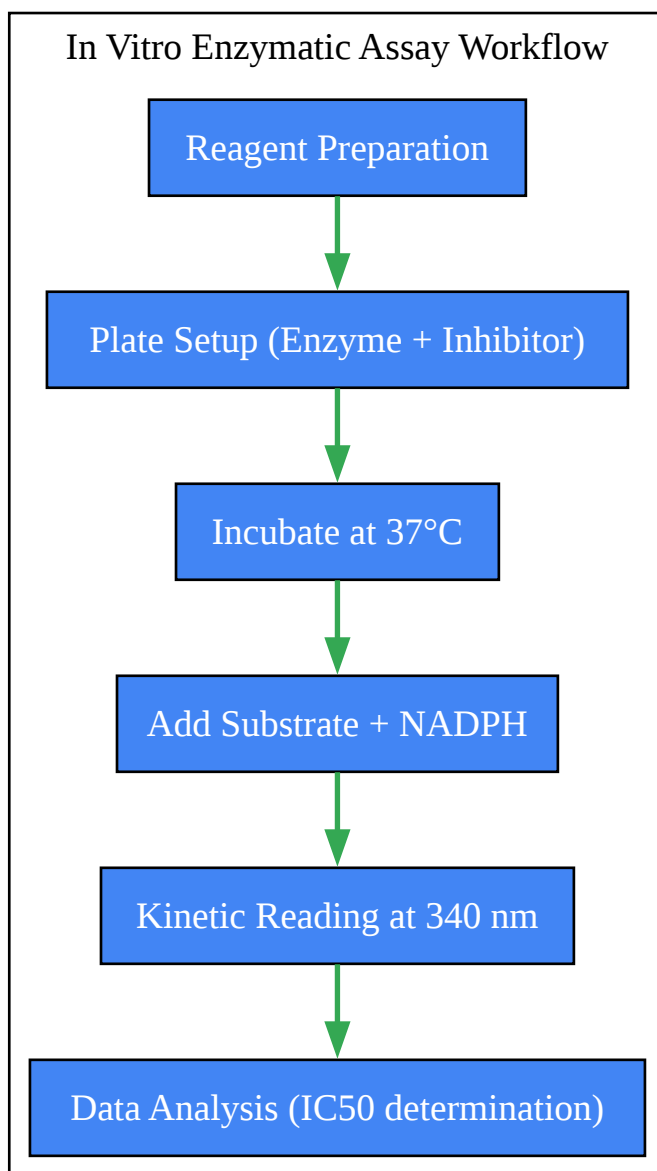 In Vitro Enzymatic Assay Workflow
Reagent Preparation
Plate Setup (Enzyme + Inhibitor)
Incubate at 37°C
Add Substrate + NADPH
Kinetic Reading at 340 nm
Data Analysis (IC50 determination)